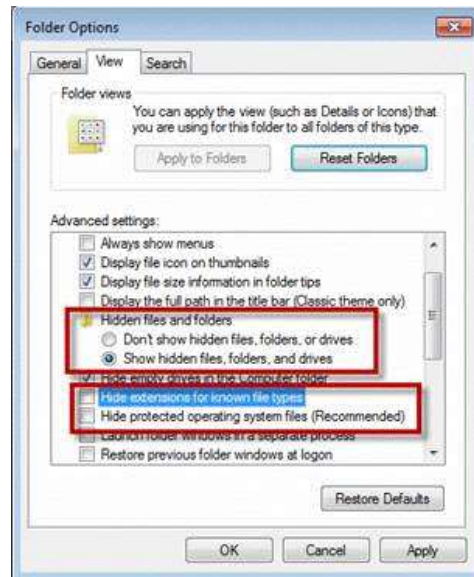 Folder Options
General
View
Search
Folder views
You can apply the view (such as Details or Icons) that
you are using for this folder to all folders of this type.
Apply to Folders
Reset Folders
Advanced settings:
Always show menus
Display file icon on thumbnails
Display file size information in folder tips
Display the full path in the title bar (Classic theme only)
Hidden files and folders
Don't show hidden files, folders, or drives
Show hidden files, folders, and drives
Hide empty drives in the Computer folder
Hide extensions for known file types
Hide protected operating system files (Recommended)
Launch folder windows in a separate process
Restore previous folder windows at logon
Restore Defaults
OK
Cancel
Apply